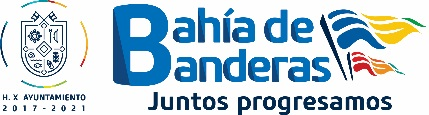 H. X AYUNTAMIENTO
2017-2021
Bahía de
Banderas
Juntos progresamos